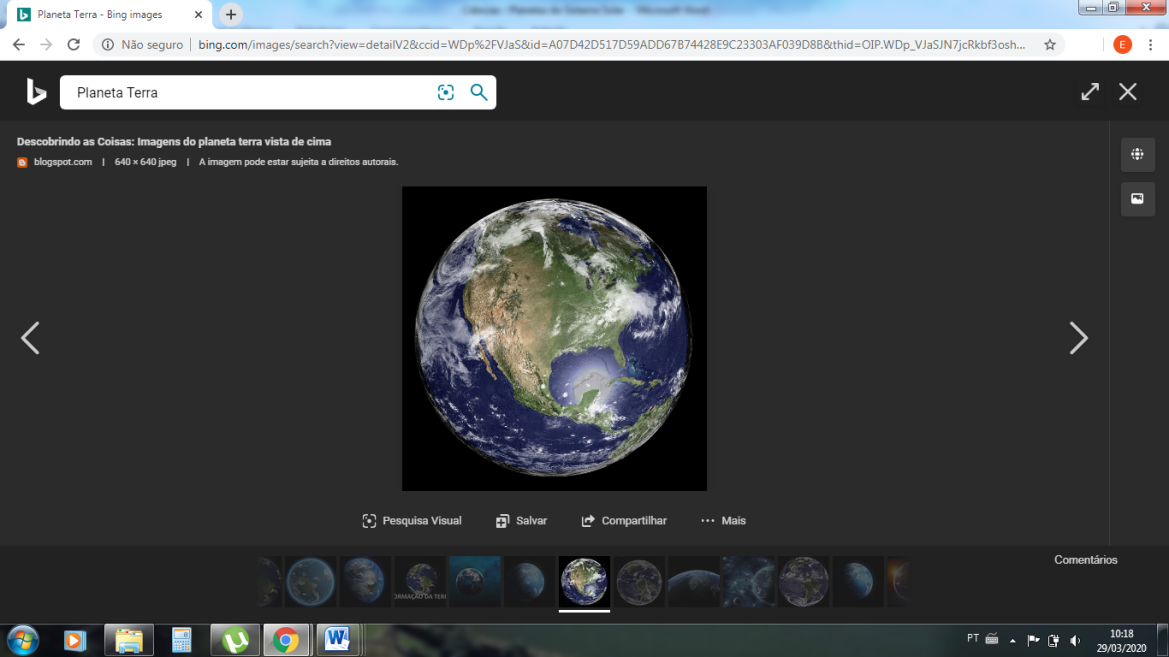 Planeta Terra - Bing images
Não seguro
bing.com/images/search?view=detailV2&ccid=WDp%2FVJaS&id=A07D42D517D59ADD67B74428E9C23303AF039D8B&thid=OIP.WDp_VJaSJN7jcRkbf3osh...
E
Planeta Terra
Descobrindo as Coisas: Imagens do planeta terra vista de cima
blogspot.com | 640 × 640 jpeg | A imagem pode estar sujeita a direitos autorais.
Pesquisa Visual
Salvar
Compartilhar
Mais
Comentários
PT
10:18
29/03/2020